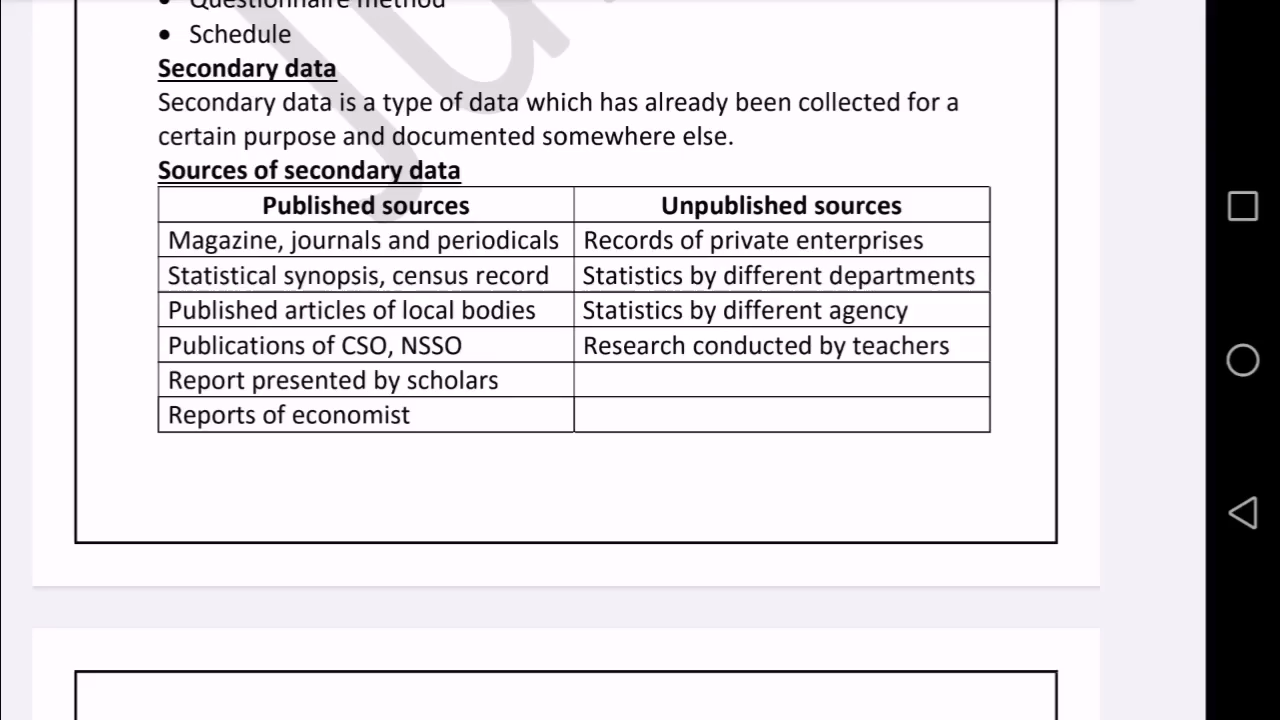 Questionnaire method
Schedule
Secondary data
Secondary data is a type of data which has already been collected for a
certain purpose and documented somewhere else.
Sources of secondary data
Published sources Unpublished sources
Magazine, journals and periodicals Records of private enterprises
Statistical synopsis, census record Statistics by different departments
Published articles of local bodies Statistics by different agency
Publications of CSO, NSSO Research conducted by teachers
Report presented by scholars
Reports of economist